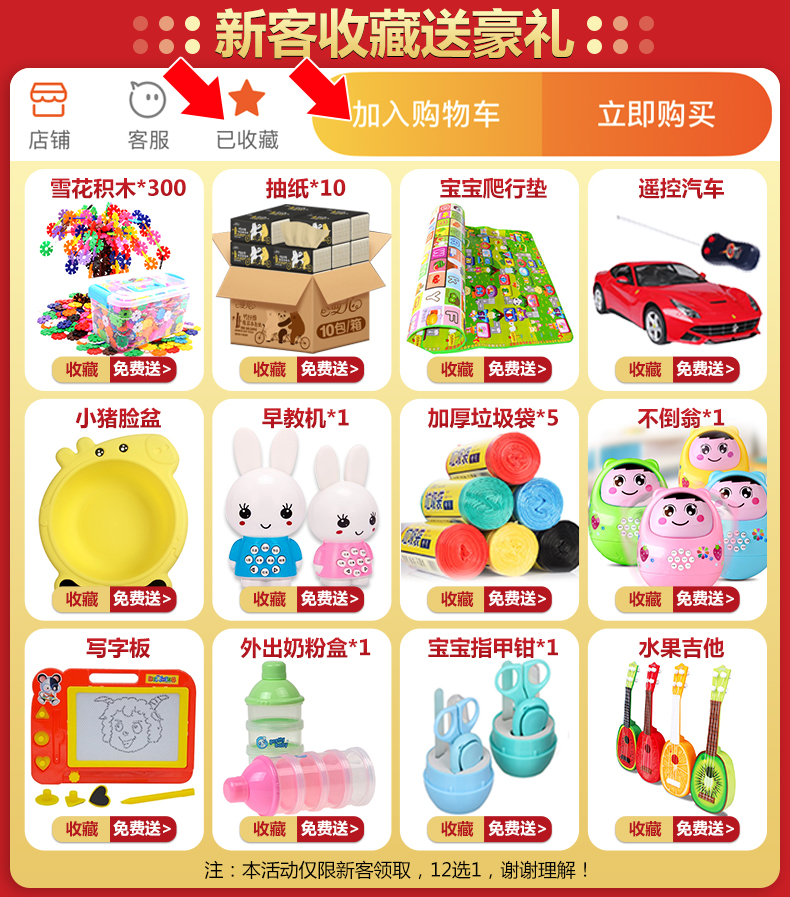 新客收藏送豪礼
店铺 客服 已收藏 加入购物车 立即购买
雪花积木*300 抽纸*10 宝宝爬行垫 遥控汽车
10包/箱
收藏 免费送> 收藏 免费送> 收藏 免费送> 收藏 免费送>
小猪脸盆 早教机*1 加厚垃圾袋*5 不倒翁*1
收藏 免费送> 收藏 免费送> 收藏 免费送> 收藏 免费送>
写字板 外出奶粉盒*1 宝宝指甲钳*1 水果吉他
收藏 免费送> 收藏 免费送> 收藏 免费送> 收藏 免费送>
注：本活动仅限新客领取，12选1，谢谢理解！